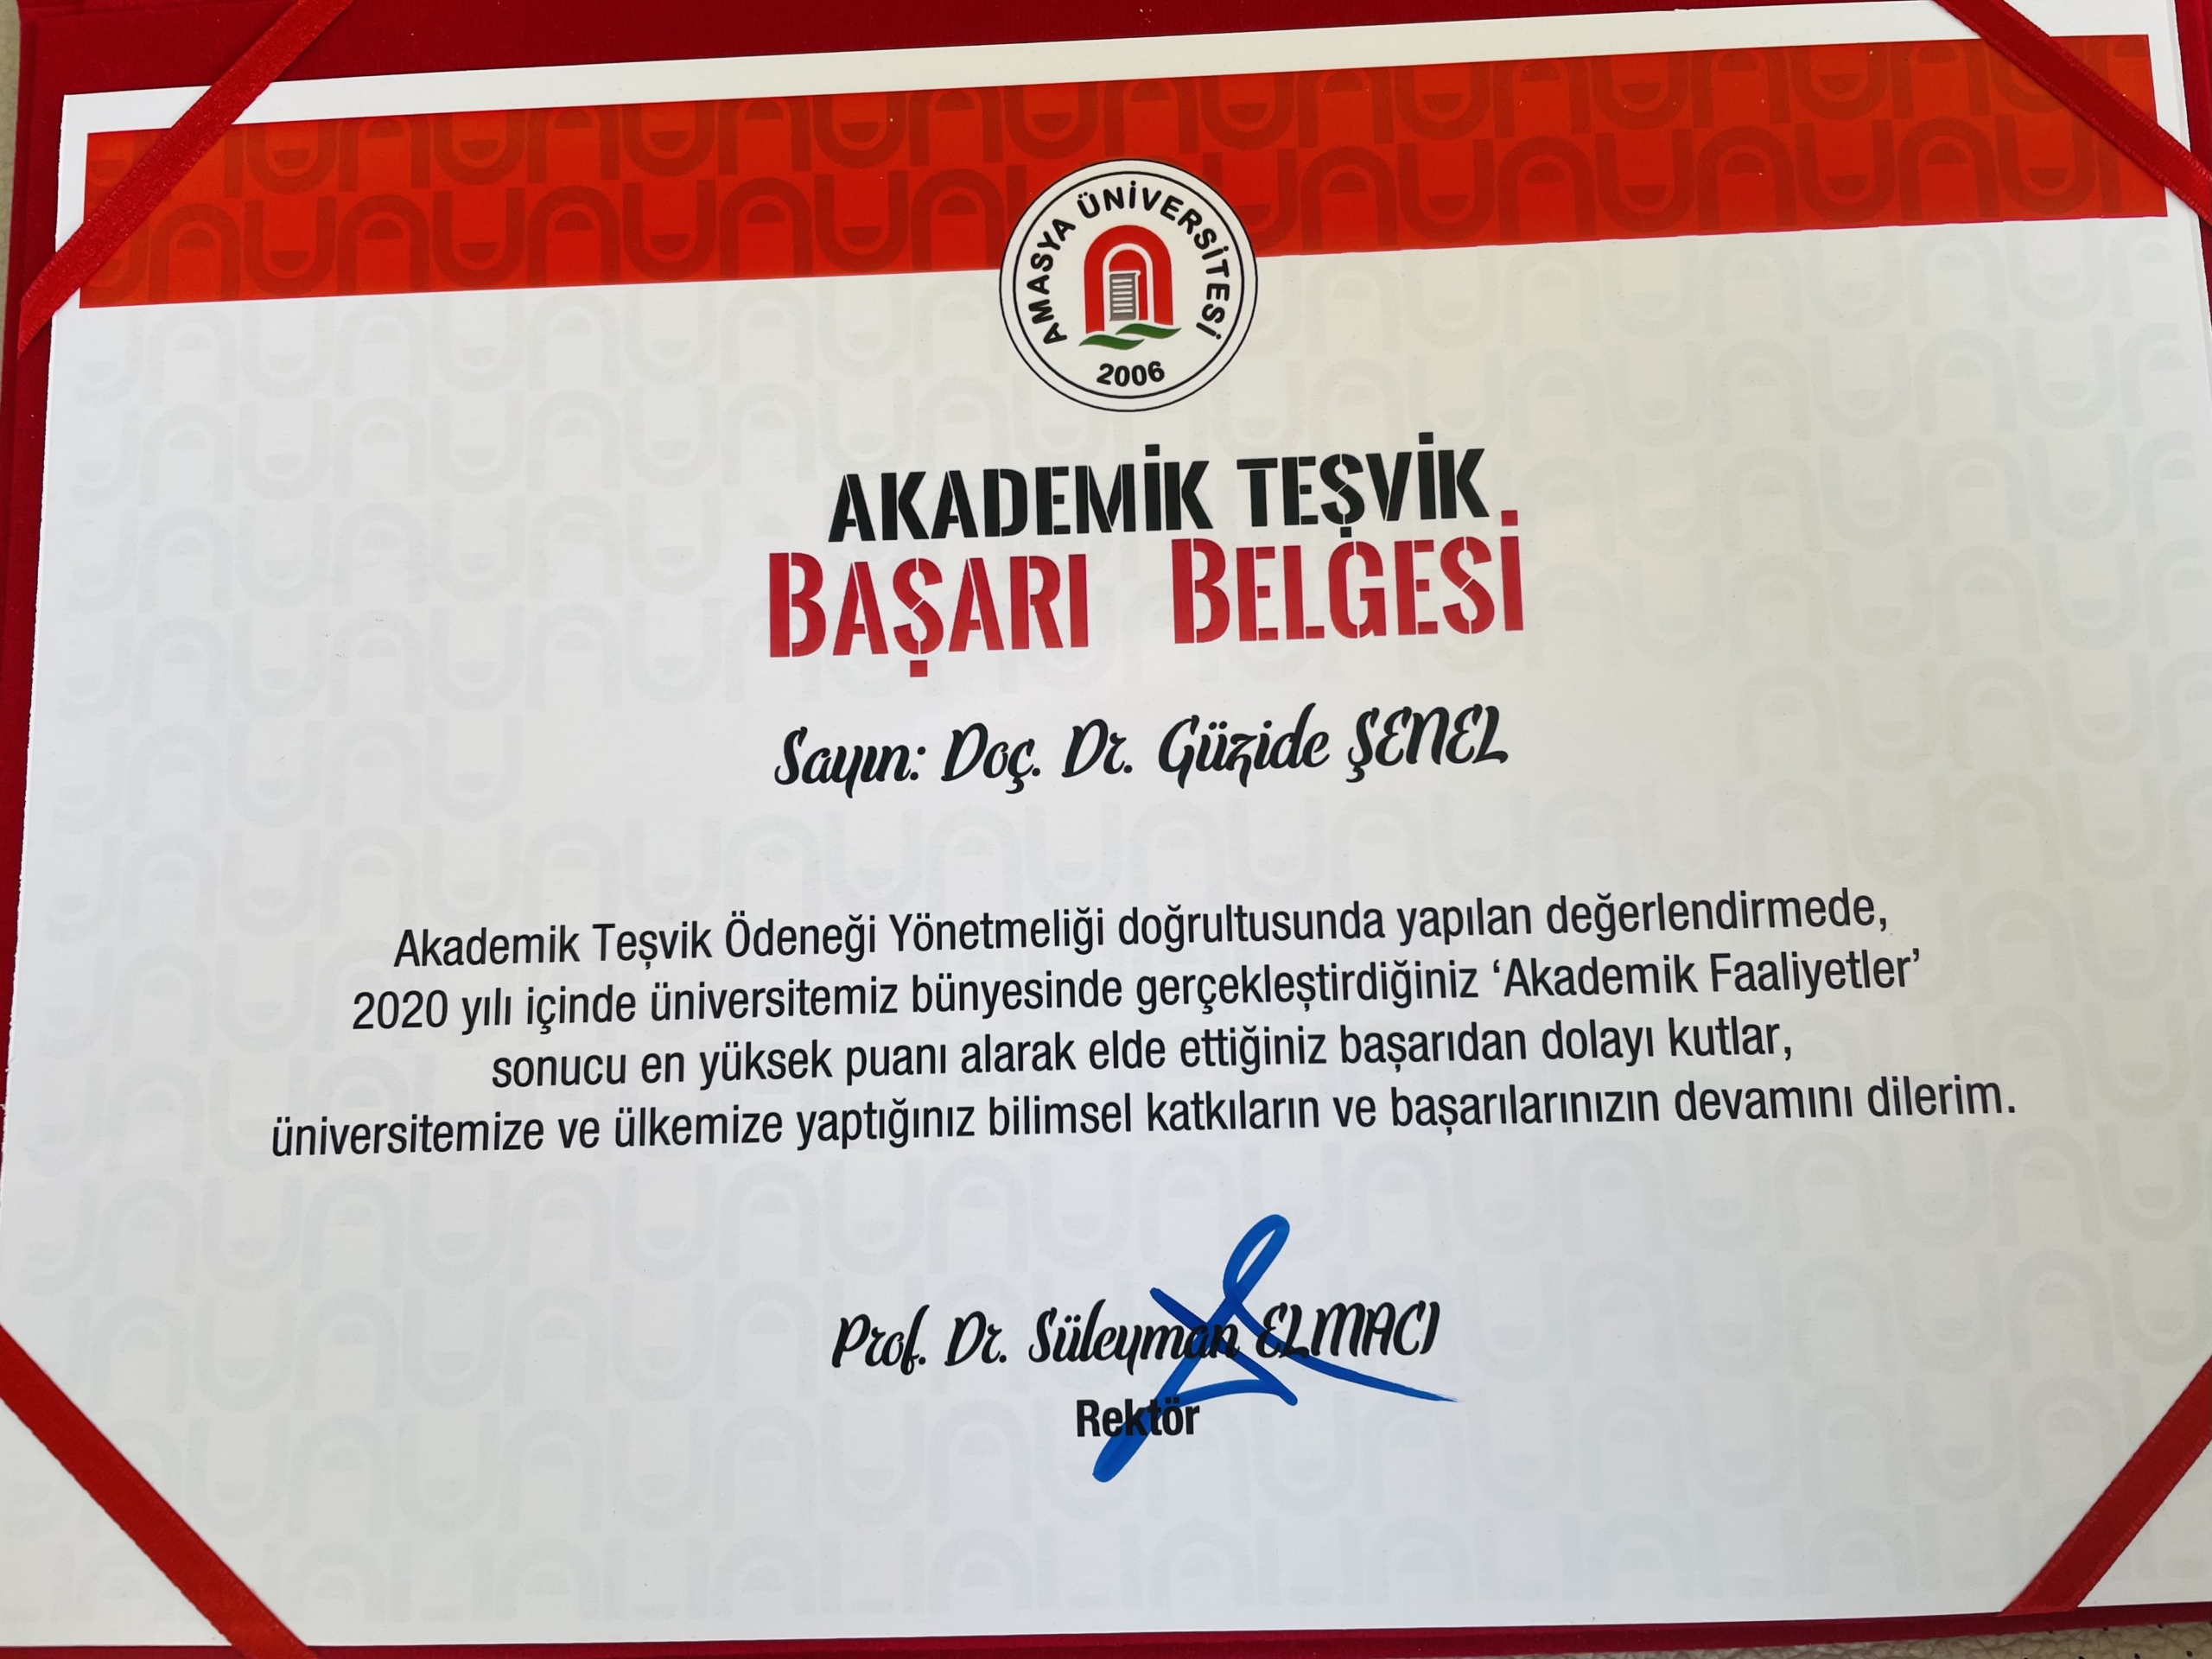 AMASYA ÜNİVERSİTESİ
2006
AKADEMİK TEŞVİK
BAŞARI BELGESİ
Sayın: Doç. Dr. Güzide ŞENEL
Akademik Teşvik Ödeneği Yönetmeliği doğrultusunda yapılan değerlendirmede,
2020 yılı içinde üniversitemiz bünyesinde gerçekleştirdiğiniz ‘Akademik Faaliyetler’
sonucu en yüksek puanı alarak elde ettiğiniz başarıdan dolayı kutlar,
üniversitemize ve ülkemize yaptığınız bilimsel katkıların ve başarılarınızın devamını dilerim.
Prof. Dr. Süleyman ELMACI
Rektör